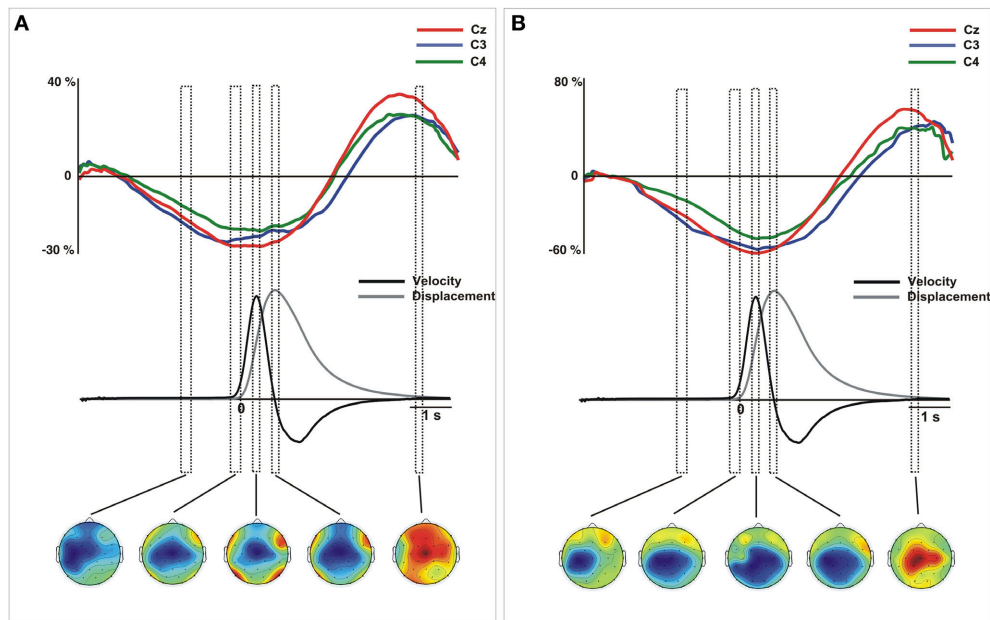 A
Cz
C3
C4
40 %
0
-30 %
Velocity
Displacement
0
1 s
B
Cz
C3
C4
80 %
0
-60 %
Velocity
Displacement
0
1 s